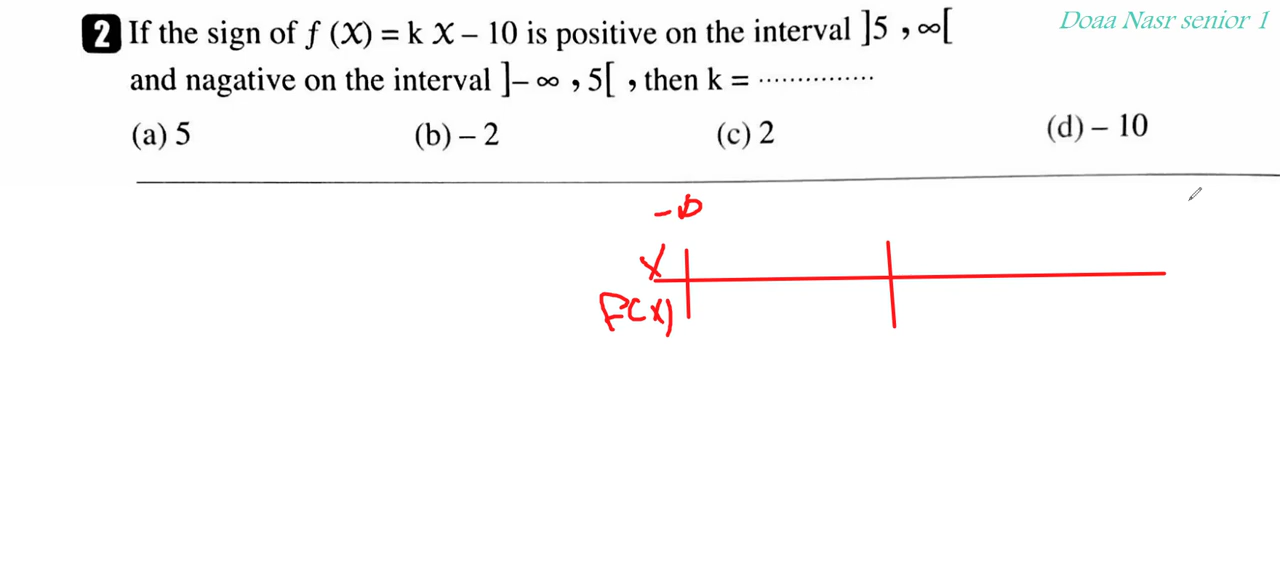 Doaa Nasr senior 1
2 If the sign of f (X) = k X – 10 is positive on the interval ]5 , ∞[
and nagative on the interval ]– ∞ , 5[ , then k = ...............
(a) 5 (b) – 2 (c) 2 (d) – 10
-∞
X
F(x)